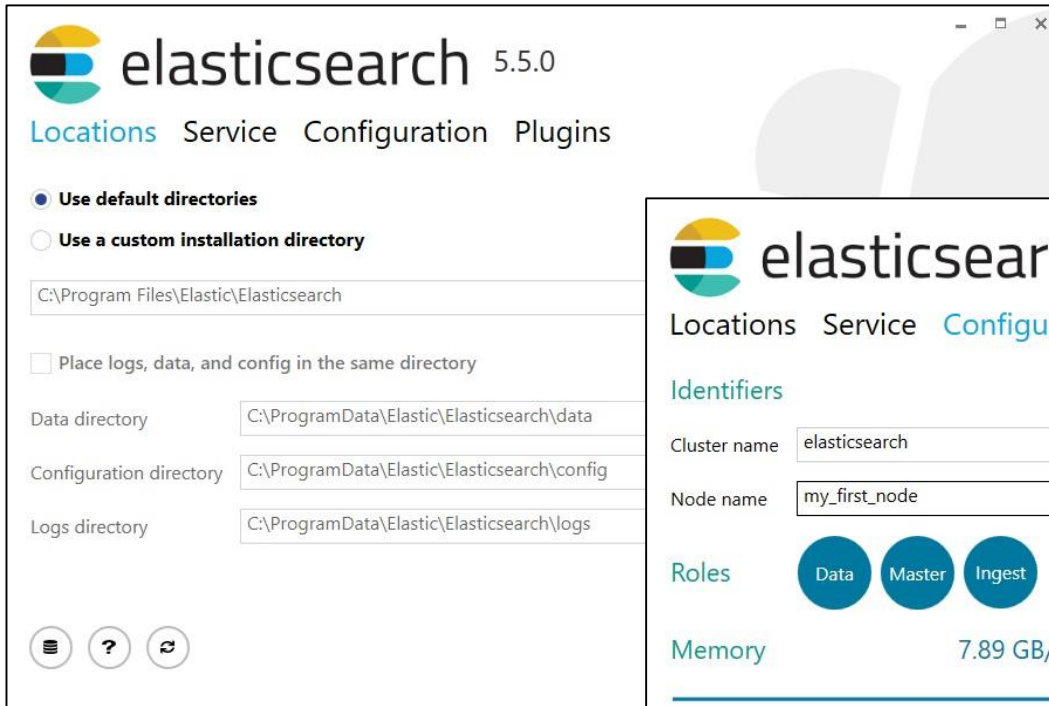 elasticsearch 5.5.0
Locations Service Configuration Plugins
Use default directories
Use a custom installation directory
C:\Program Files\Elastic\Elasticsearch
Place logs, data, and config in the same directory
Data directory C:\ProgramData\Elastic\Elasticsearch\data
Configuration directory C:\ProgramData\Elastic\Elasticsearch\config
Logs directory C:\ProgramData\Elastic\Elasticsearch\logs
?
elasticsear
Locations Service Configu
Identifiers
Cluster name elasticsearch
Node name my_first_node
Roles Data Master Ingest
Memory 7.89 GB/